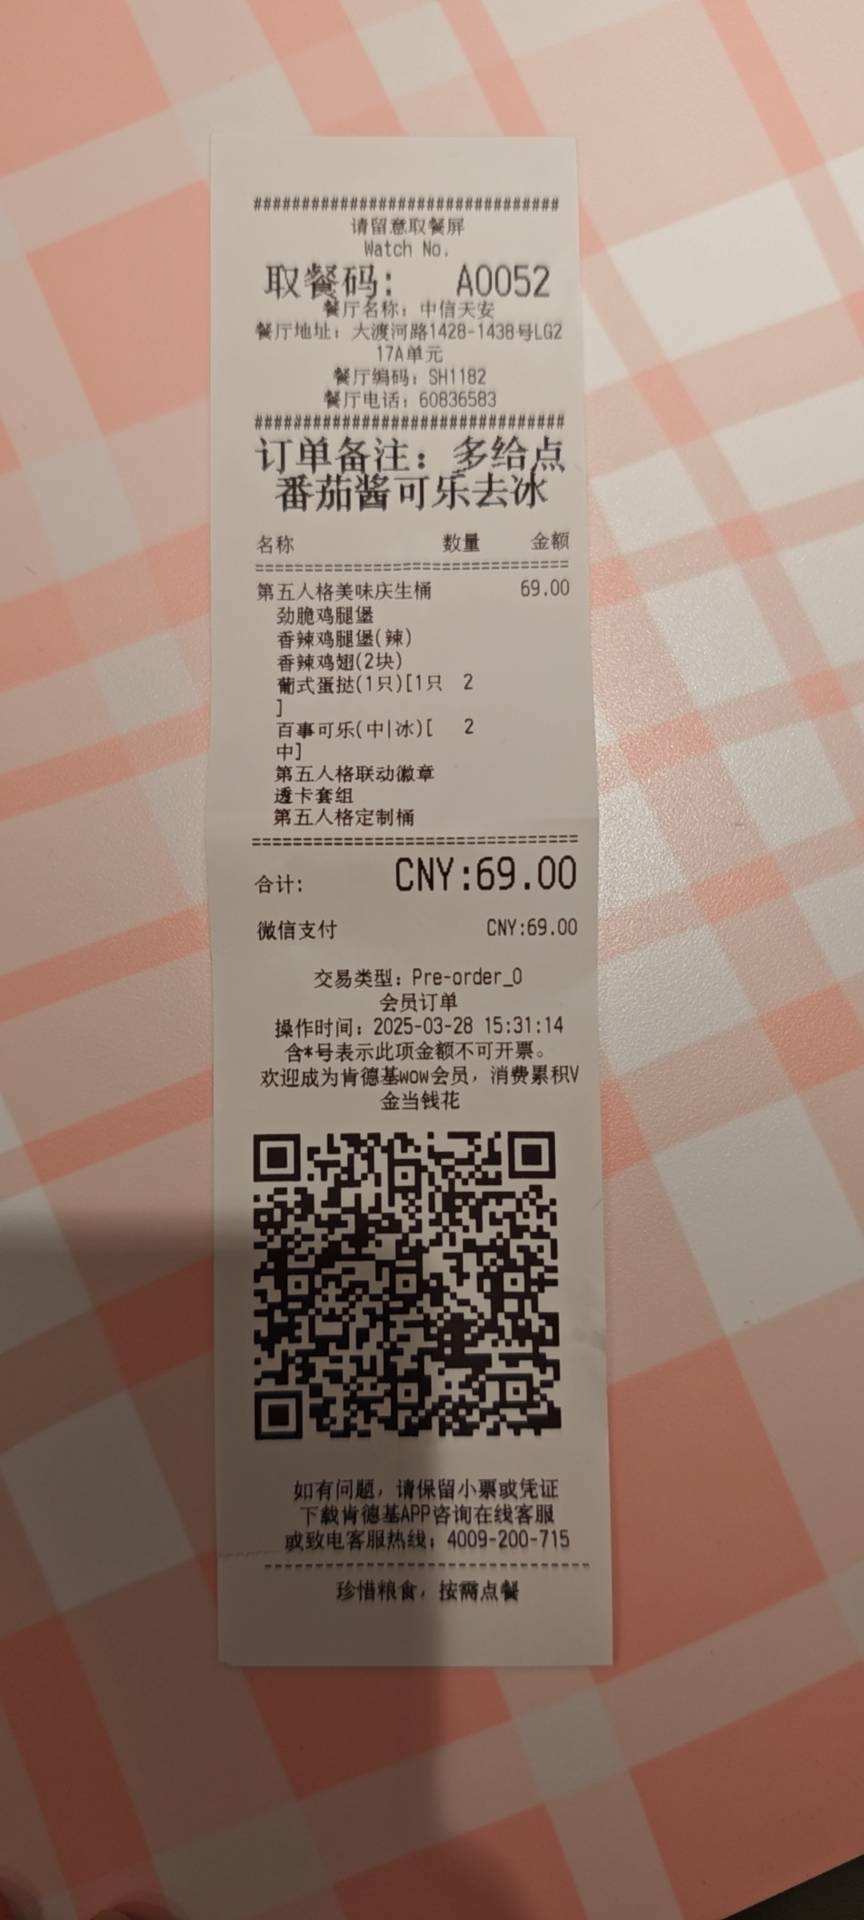 ################################
请留意取餐屏
Watch No.
取餐码： A0052
餐厅名称：中信天安
餐厅地址：大渡河路1428-1438号LG2
17A单元
餐厅编码：SH1182
餐厅电话：60836583
################################
订单备注：多给点
番茄酱可乐去冰
名称 数量 金额
================================
第五人格美味庆生桶 69.00
劲脆鸡腿堡
香辣鸡腿堡(辣)
香辣鸡翅(2块)
葡式蛋挞(1只)[1只 2
]
百事可乐(中|冰)[ 2
中]
第五人格联动徽章
透卡套组
第五人格定制桶
================================
合计： CNY:69.00
微信支付 CNY:69.00
交易类型：Pre-order_O
会员订单
操作时间：2025-03-28 15:31:14
含*号表示此项金额不可开票。
欢迎成为肯德基wow会员，消费累积V
金当钱花
如有问题，请保留小票或凭证
下载肯德基APP咨询在线客服
或致电客服热线：4009-200-715
--------------------------------
珍惜粮食，按需点餐